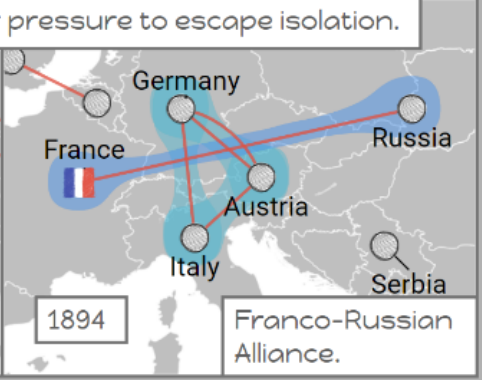 pressure to escape isolation.
Germany
France
Russia
Austria
Italy
Serbia
1894
Franco-Russian
Alliance.